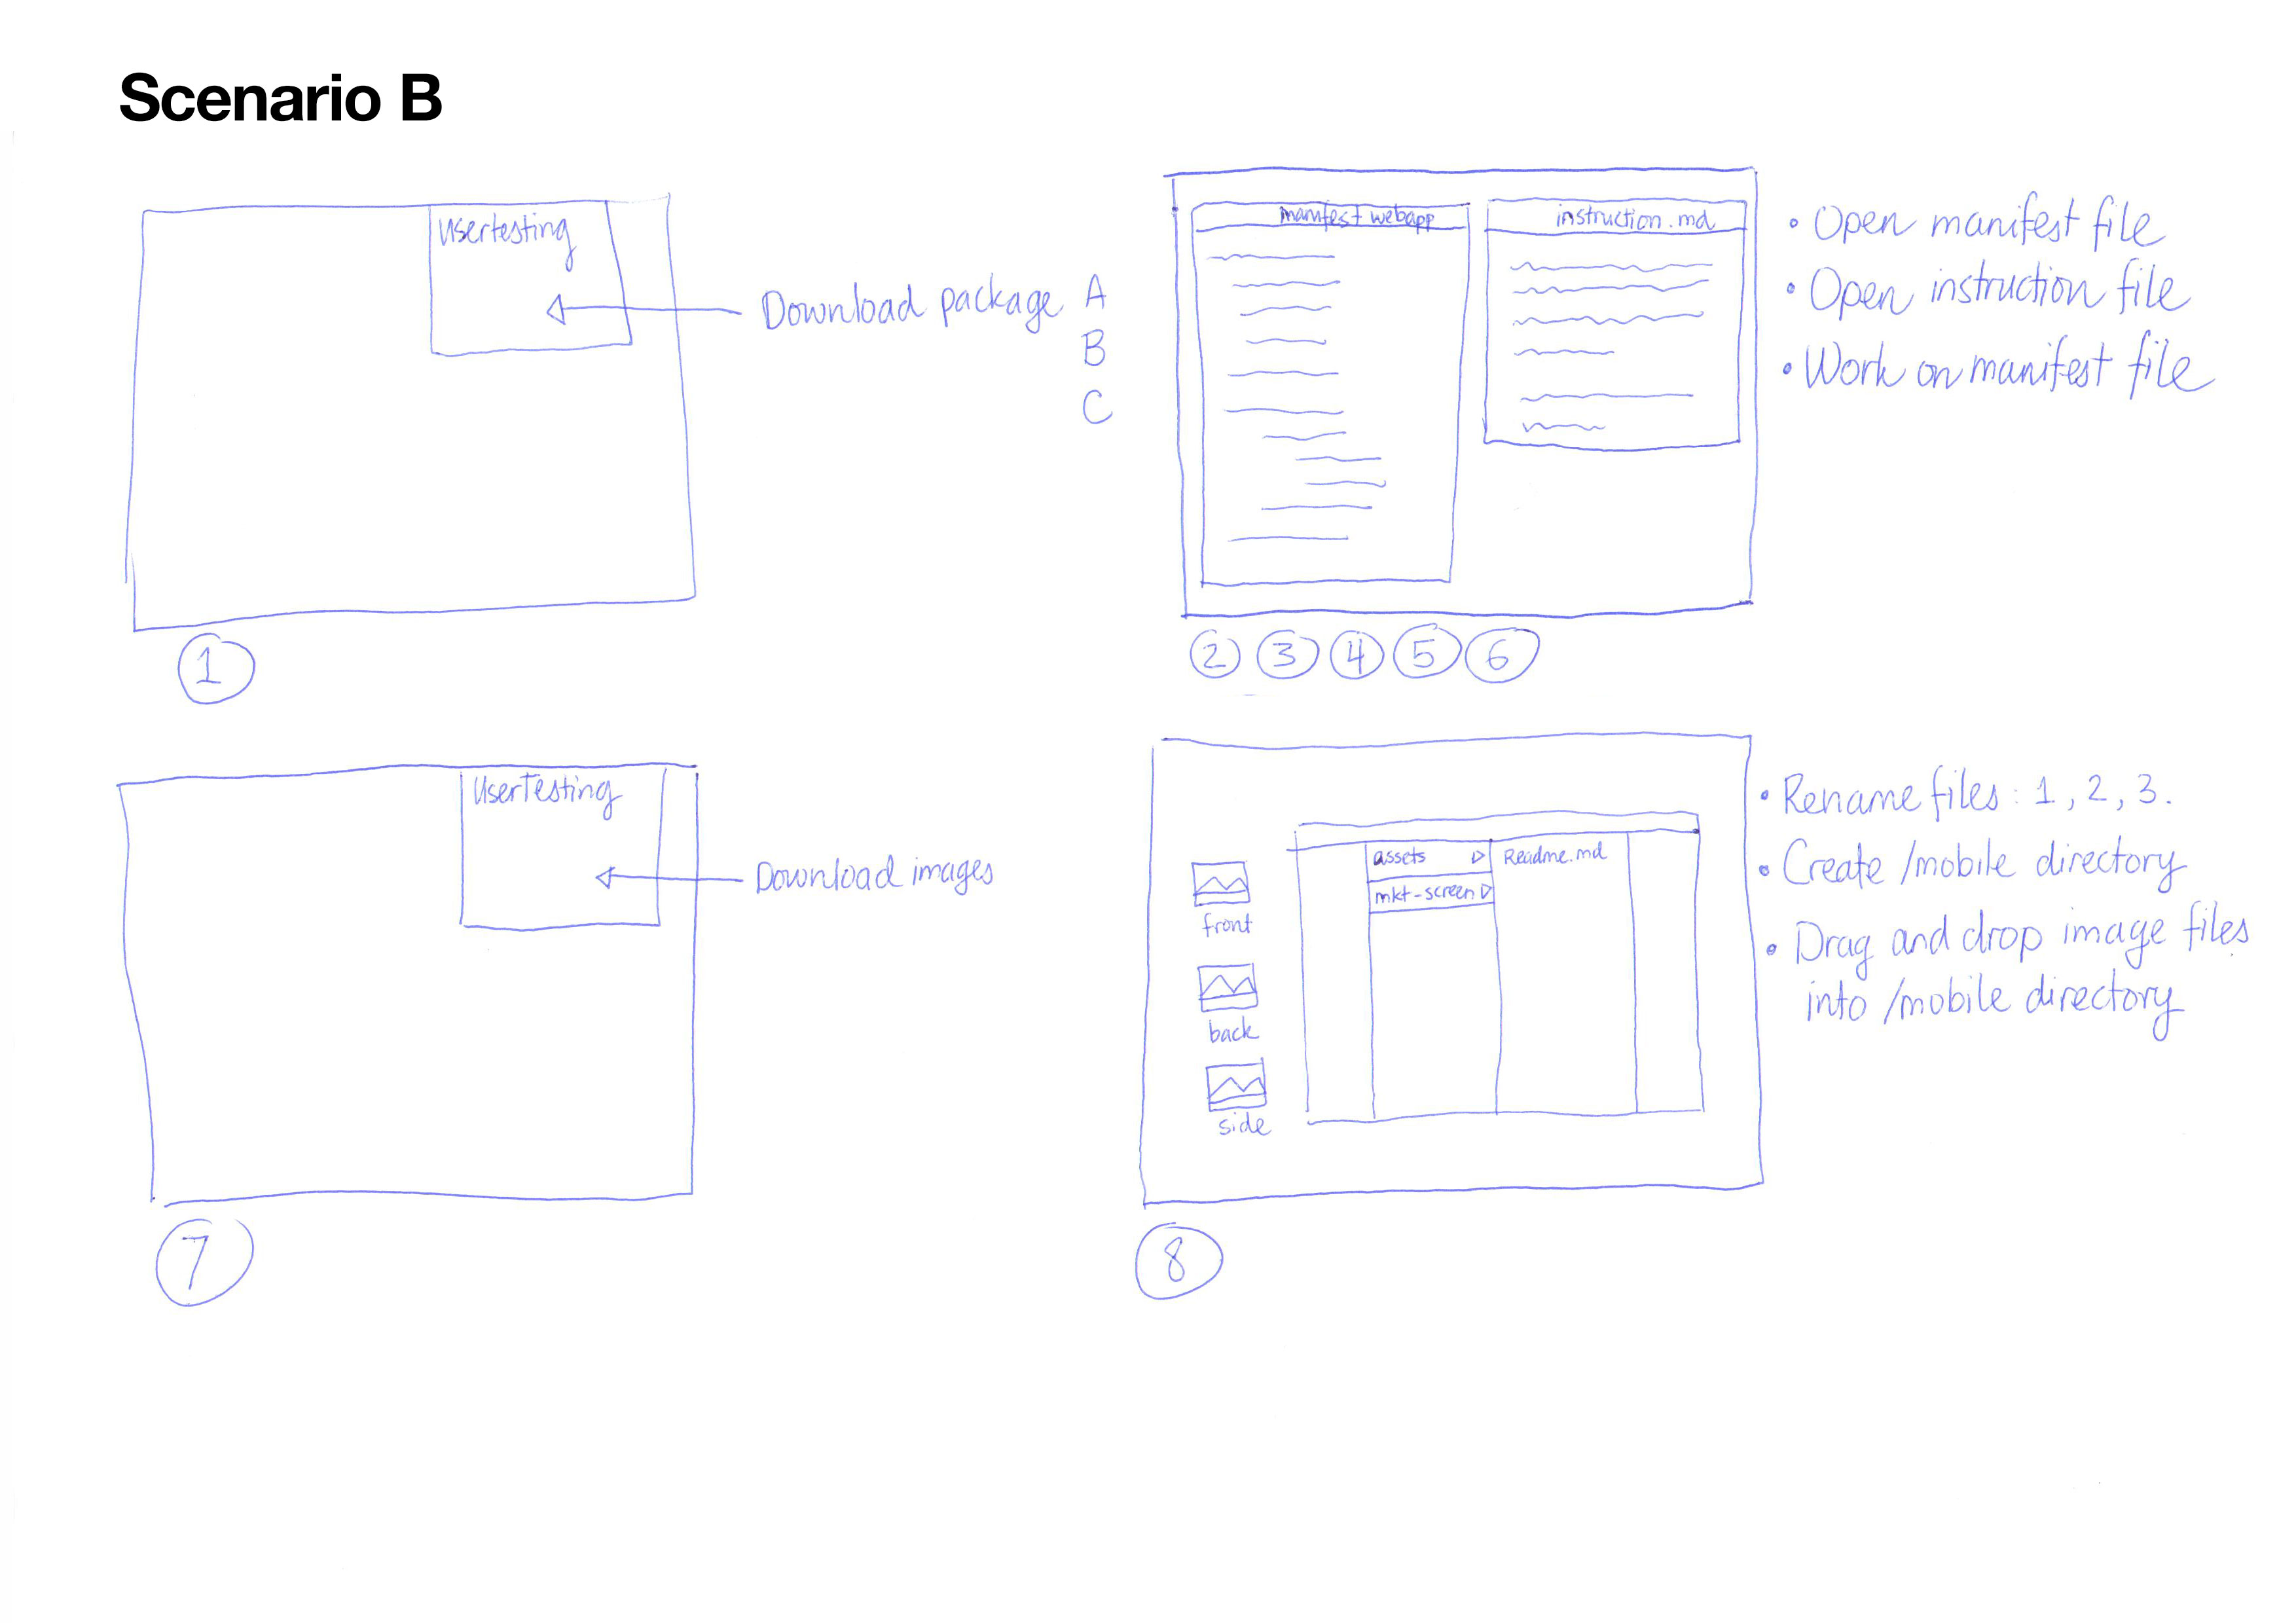 Scenario B
Usertesting
Download package A
B
C
1
manifest.webapp
instruction.md
• Open manifest file
• Open instruction file
• Work on manifest file
2 3 4 5 6
UserTesting
Download images
7
front
back
side
assets
mkt-screen
Readme.md
• Rename files: 1, 2, 3.
• Create /mobile directory
• Drag and drop image files
into /mobile directory
8